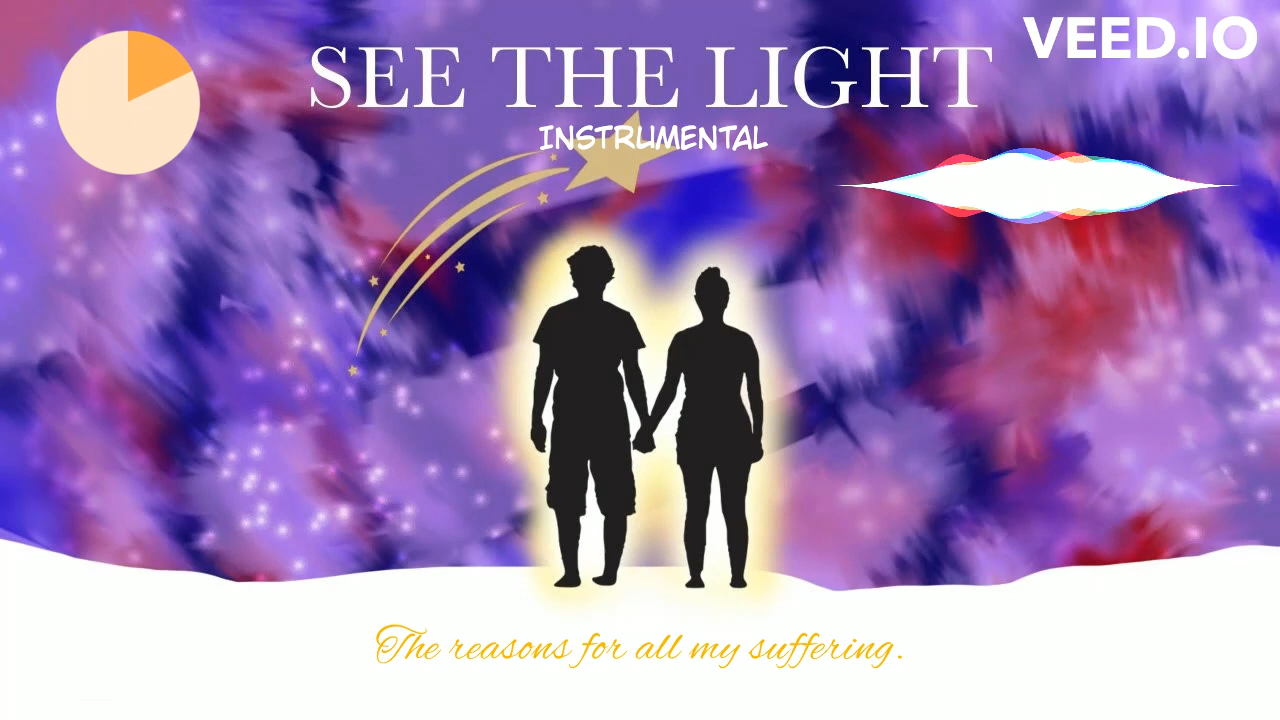 VEED.IO
SEE THE LIGHT
INSTRUMENTAL
The reasons for all my suffering.